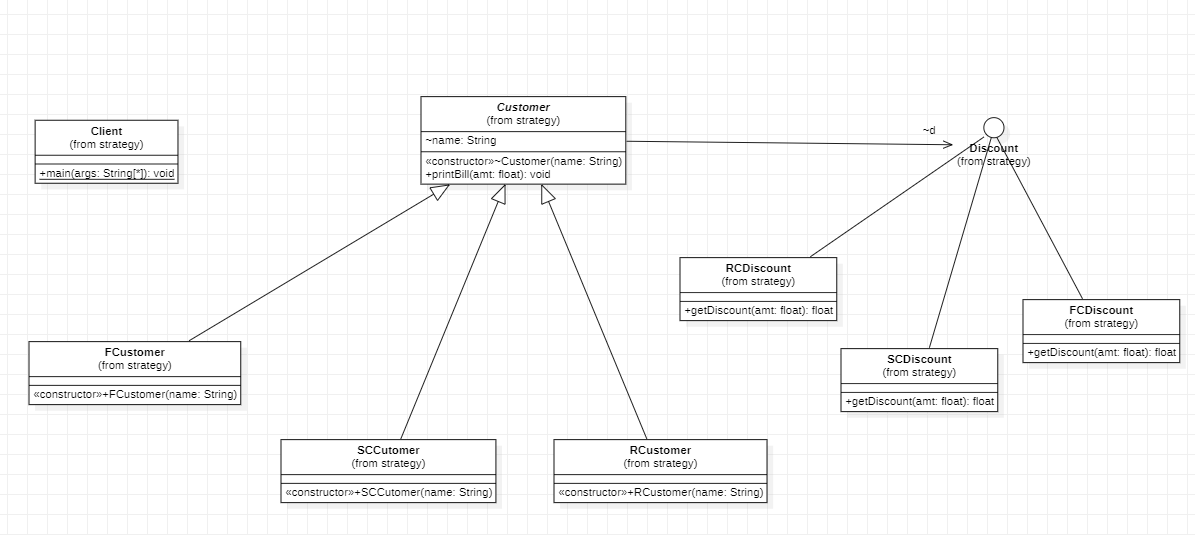 Customer
(from strategy)
~name: String
«constructor»~Customer(name: String)
+printBill(amt: float): void
Client
(from strategy)
+main(args: String[*]): void
~d
Discount
(from strategy)
RCDiscount
(from strategy)
+getDiscount(amt: float): float
FCDiscount
(from strategy)
+getDiscount(amt: float): float
FCustomer
(from strategy)
«constructor»+FCustomer(name: String)
SCDiscount
(from strategy)
+getDiscount(amt: float): float
SCCutomer
(from strategy)
«constructor»+SCCutomer(name: String)
RCustomer
(from strategy)
«constructor»+RCustomer(name: String)